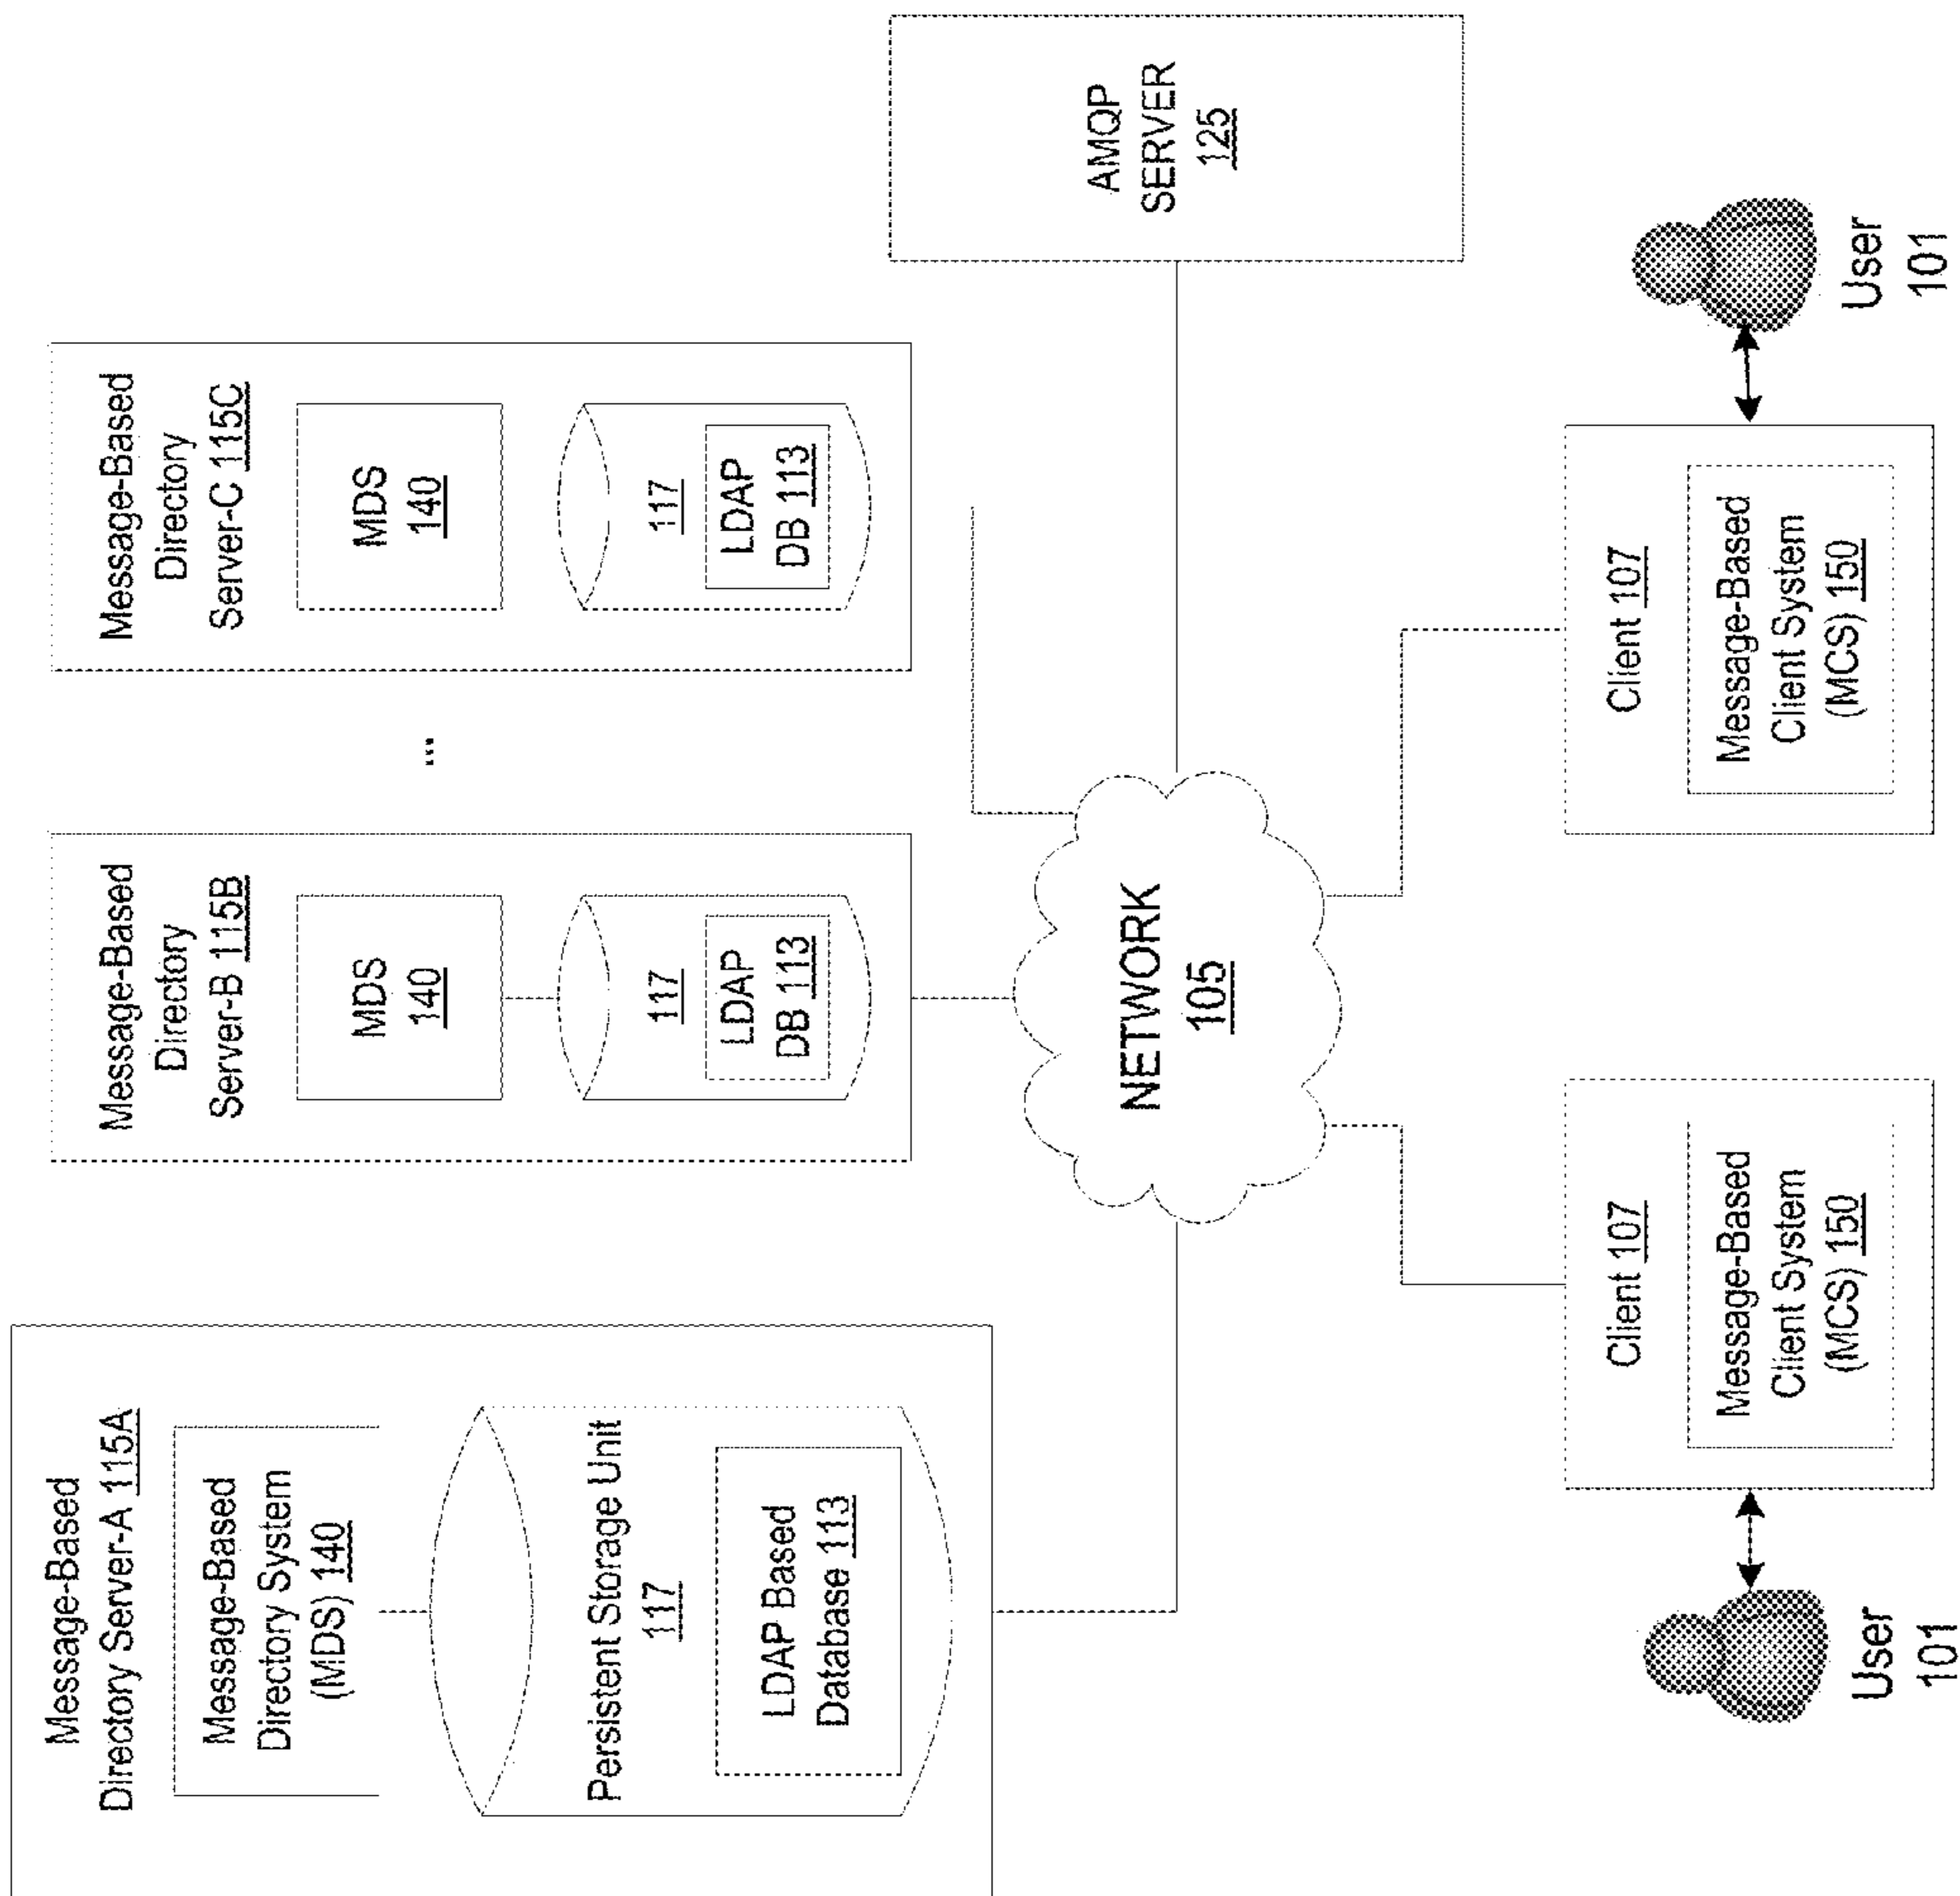 Message-Based
Directory Server-A 115A
Message-Based
Directory System
(MDS) 140
Persistent Storage Unit
117
LDAP Based
Database 113
Message-Based
Directory
Server-B 115B
MDS
140
117
LDAP
DB 113
...
Message-Based
Directory
Server-C 115C
MDS
140
117
LDAP
DB 113
NETWORK
105
AMQP
SERVER
125
Client 107
Message-Based
Client System
(MCS) 150
User
101
Client 107
Message-Based
Client System
(MCS) 150
User
101